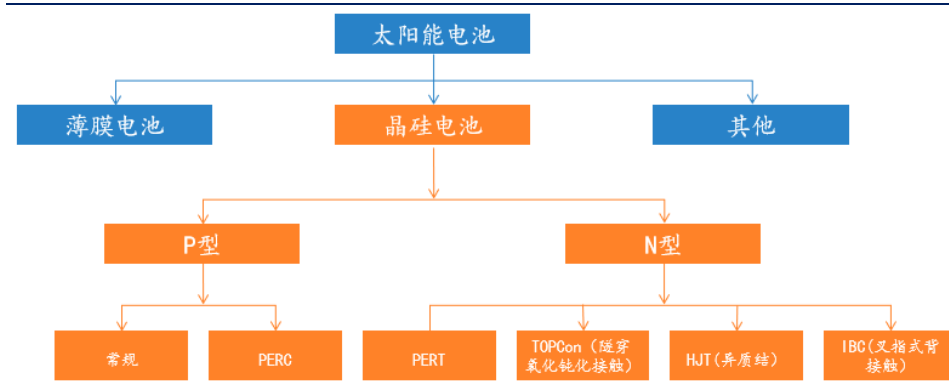 太阳能电池
薄膜电池
晶硅电池
其他
P型
N型
常规
PERC
PERT
TOPCon（隧穿
氧化钝化接触）
HJT(异质结)
IBC(叉指式背
接触)